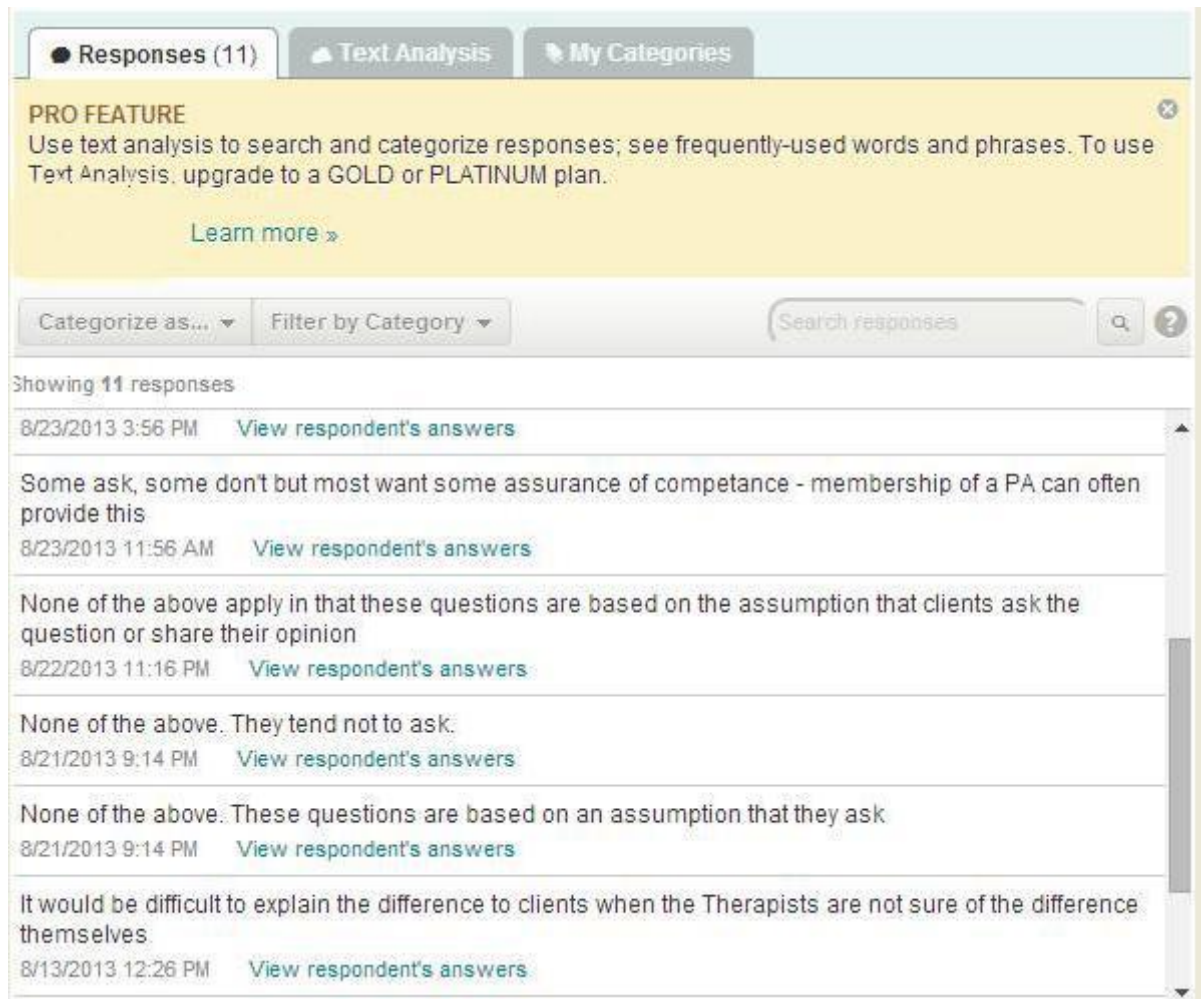 Responses (11) Text Analysis My Categories
PRO FEATURE
Use text analysis to search and categorize responses; see frequently-used words and phrases. To use
Text Analysis, upgrade to a GOLD or PLATINUM plan.
Learn more »
Categorize as... Filter by Category Search responses ?
Showing 11 responses
8/23/2013 3:56 PM View respondent's answers
Some ask, some don't but most want some assurance of competance - membership of a PA can often
provide this
8/23/2013 11:56 AM View respondent's answers
None of the above apply in that these questions are based on the assumption that clients ask the
question or share their opinion
8/22/2013 11:16 PM View respondent's answers
None of the above. They tend not to ask.
8/21/2013 9:14 PM View respondent's answers
None of the above. These questions are based on an assumption that they ask
8/21/2013 9:14 PM View respondent's answers
It would be difficult to explain the difference to clients when the Therapists are not sure of the difference
themselves
8/13/2013 12:26 PM View respondent's answers